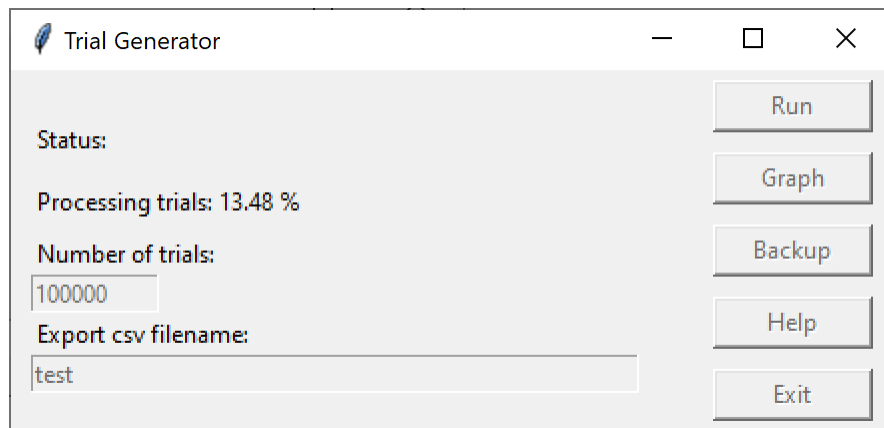 Trial Generator
Status:
Processing trials: 13.48 %
Number of trials:
100000
Export csv filename:
test
Run
Graph
Backup
Help
Exit